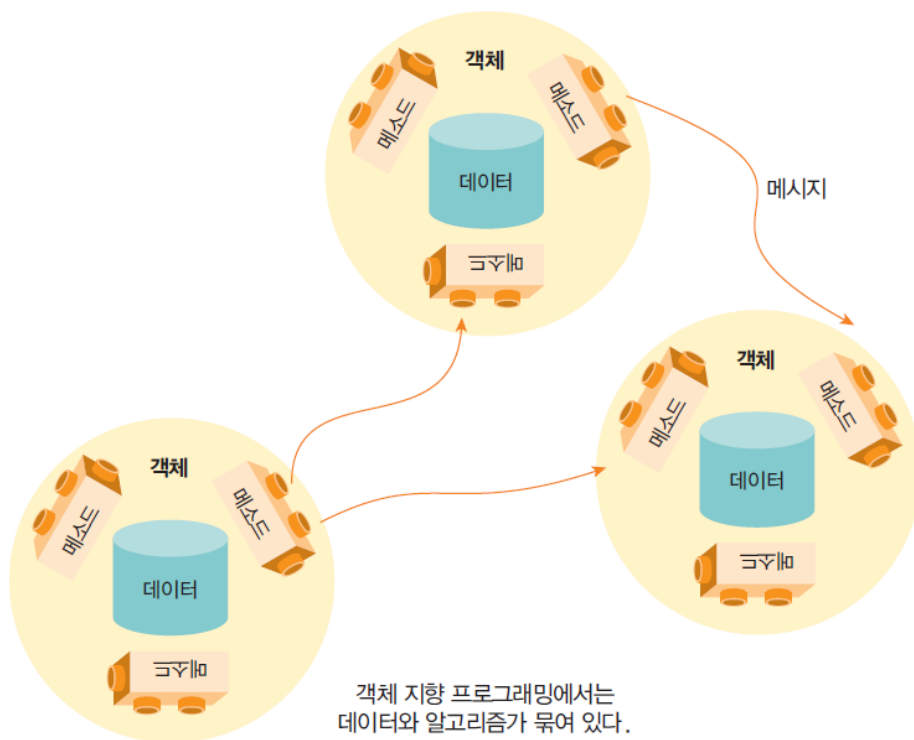 객체
메소드
메소드
데이터
메소드
메시지
객체
메소드
메소드
데이터
메소드
객체
메소드
메소드
데이터
메소드
객체 지향 프로그래밍에서는
데이터와 알고리즘가 묶여 있다.